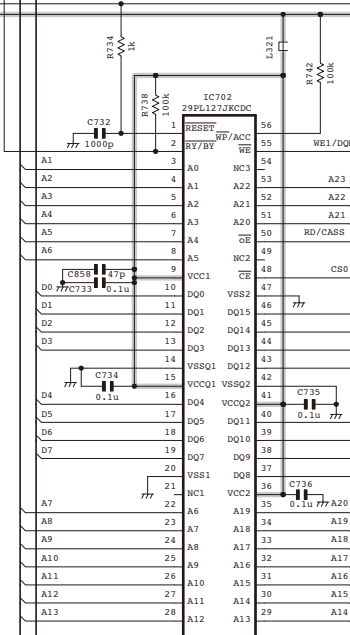 R734
1k
L321
R742
100k
IC702
29PL127JKCDC
R738
100k
C732
1000p
1 RESET WP/ACC 56
2 RY/BY WE 55 WE1/DQ
A1 3 A0 NC3 54
A2 4 A1 A22 53 A23
A3 5 A2 A21 52 A22
A4 6 A3 A20 51 A21
A5 7 A4 oE 50 RD/CASS
A6 8 A5 NC2 49
C858 47p 9 VCC1 CE 48 CS0
C733 0.1u
D0 10 DQ0 VSS2 47
D1 11 DQ1 DQ15 46
D2 12 DQ2 DQ14 45
D3 13 DQ3 DQ13 44
14 VSSQ1 DQ12 43
C734 0.1u 15 VCCQ1 VSSQ2 42
D4 16 DQ4 VCCQ2 41 C735 0.1u
D5 17 DQ5 DQ11 40
D6 18 DQ6 DQ10 39
D7 19 DQ7 DQ9 38
20 VSS1 DQ8 37
21 NC1 VCC2 36 C736 0.1u
A7 22 A6 A19 35 A20
A8 23 A7 A18 34 A19
A9 24 A8 A17 33 A18
A10 25 A9 A16 32 A17
A11 26 A10 A15 31 A16
A12 27 A11 A14 30 A15
A13 28 A12 A13 29 A14